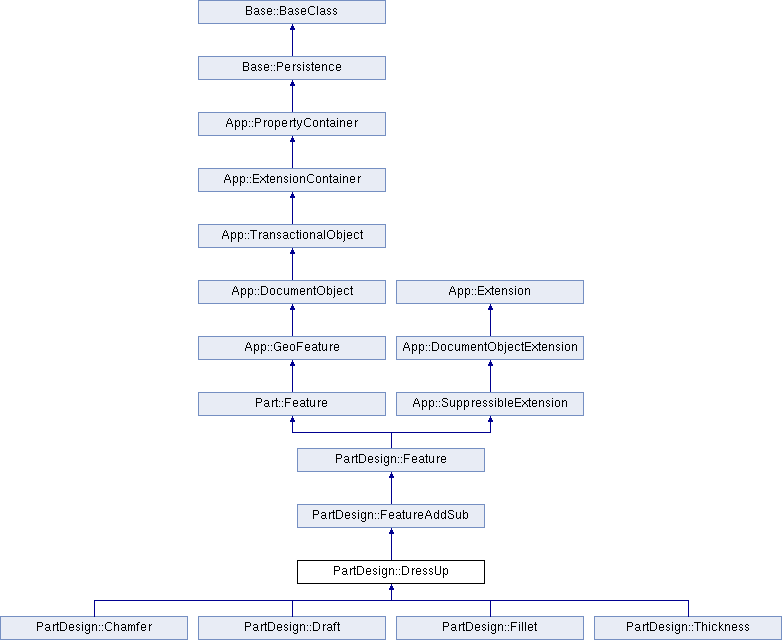 Base::BaseClass
Base::Persistence
App::PropertyContainer
App::ExtensionContainer
App::TransactionalObject
App::DocumentObject
App::Extension
App::GeoFeature
App::DocumentObjectExtension
Part::Feature
App::SuppressibleExtension
PartDesign::Feature
PartDesign::FeatureAddSub
PartDesign::DressUp
PartDesign::Chamfer
PartDesign::Draft
PartDesign::Fillet
PartDesign::Thickness